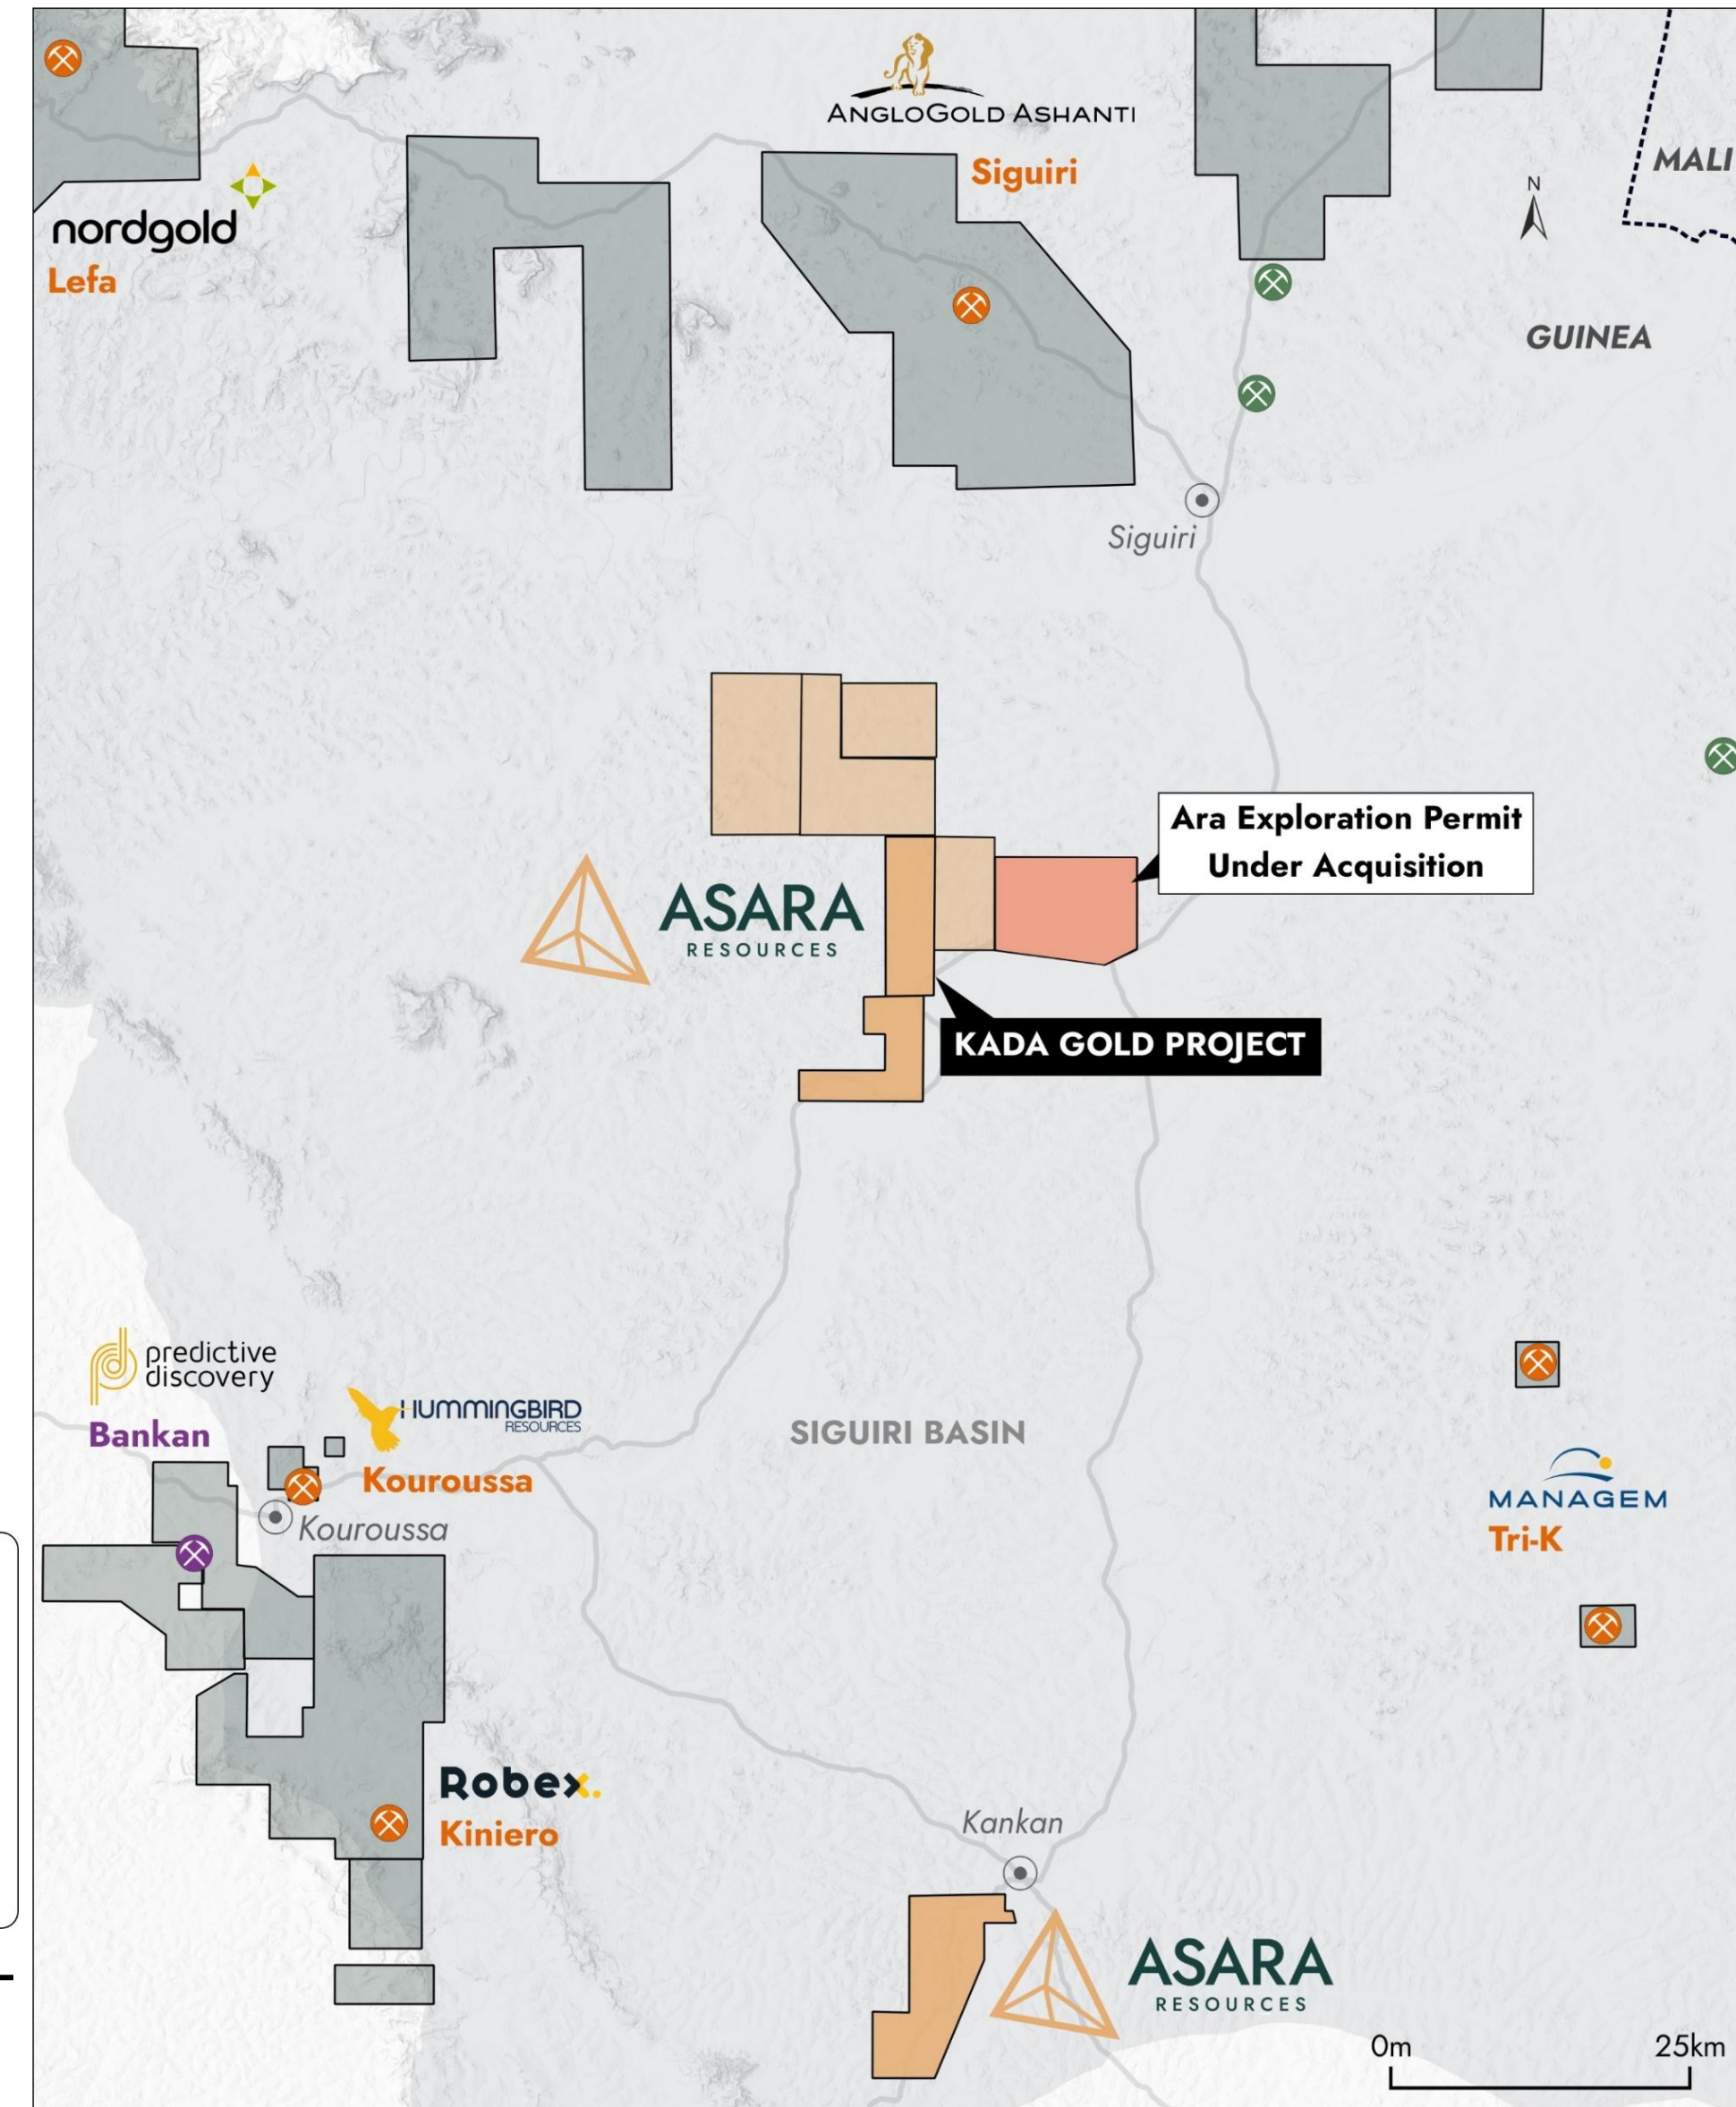 ANGLOGOLD ASHANTI
Siguiri
MALI
N
nordgold
Lefa
GUINEA
Siguiri
Ara Exploration Permit
Under Acquisition
ASARA
RESOURCES
KADA GOLD PROJECT
predictive
discovery
Bankan
HUMMINGBIRD
RESOURCES
Kouroussa
Kouroussa
SIGUIRI BASIN
MANAGEM
Tri-K
Robex.
Kiniero
Kankan
ASARA
RESOURCES
0m
25km